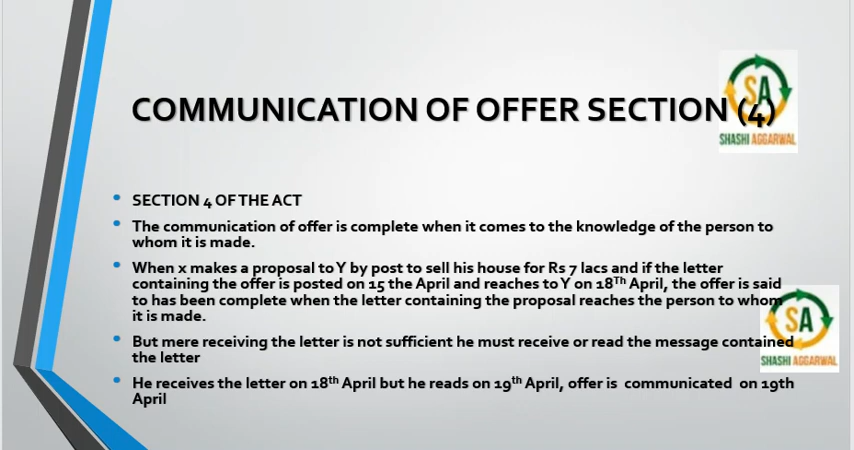 COMMUNICATION OF OFFER SECTION (4)
SA
SHASHI AGGARWAL
• SECTION 4 OF THE ACT
• The communication of offer is complete when it comes to the knowledge of the person to
whom it is made.
• When x makes a proposal to Y by post to sell his house for Rs 7 lacs and if the letter
containing the offer is posted on 15 the April and reaches to Y on 18Th April, the offer is said
to has been complete when the letter containing the proposal reaches the person to whom
it is made.
SA
SHASHI AGGARWAL
• But mere receiving the letter is not sufficient he must receive or read the message contained
the letter
• He receives the letter on 18th April but he reads on 19th April, offer is communicated on 19th
April